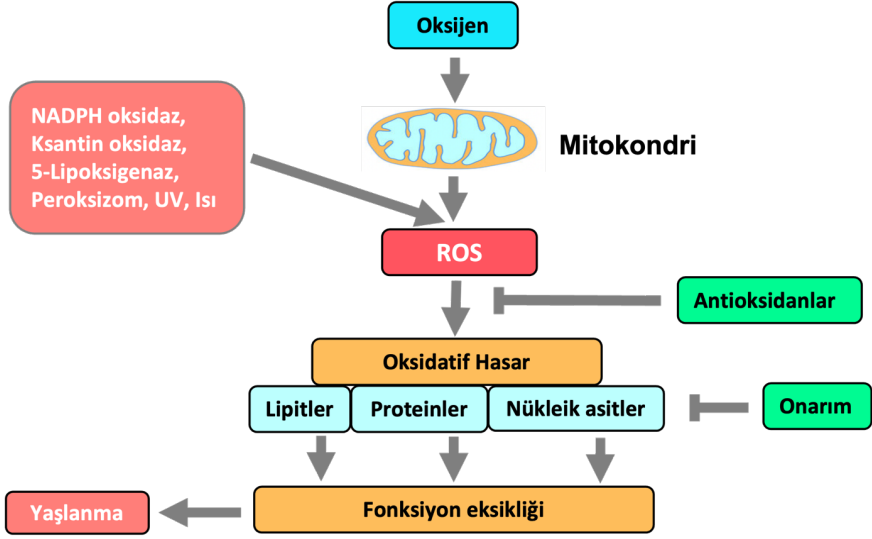 Oksijen
NADPH oksidaz,
Ksantin oksidaz,
5-Lipoksigenaz,
Peroksizom, UV, Isı
Mitokondri
ROS
Antioksidanlar
Oksidatif Hasar
Lipitler
Proteinler
Nükleik asitler
Onarım
Fonksiyon eksikliği
Yaşlanma